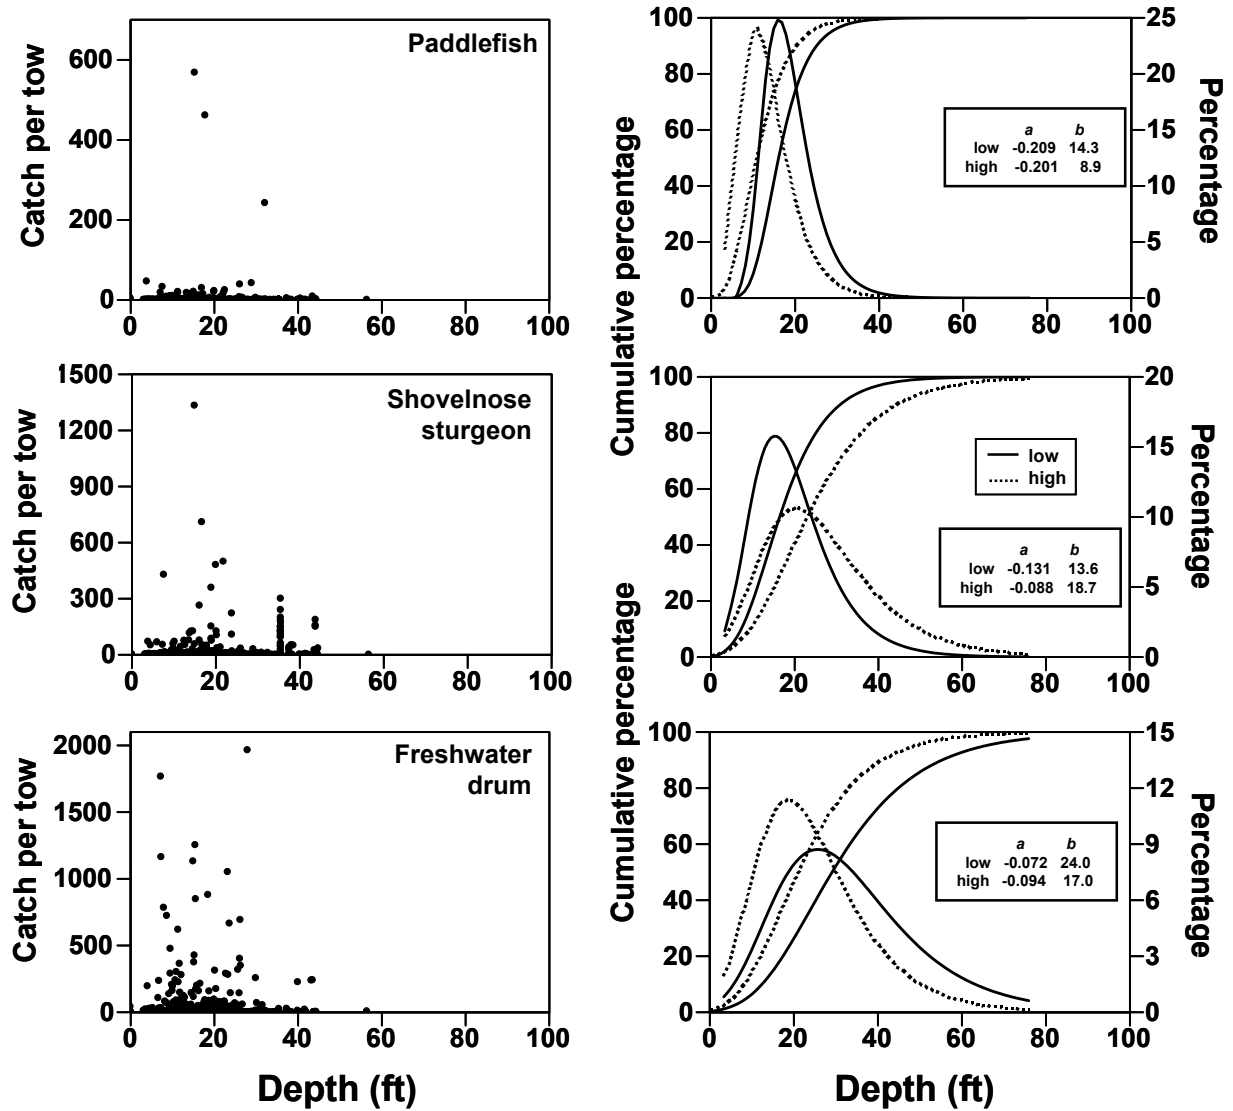 Paddlefish
Catch per tow
600
400
200
0
0 20 40 60 80 100
100
80
60
40
20
0
Cumulative percentage
25
20
15
10
5
0
Percentage
a b
low -0.209 14.3
high -0.201 8.9
0 20 40 60 80 100
Shovelnose
sturgeon
Catch per tow
1500
1200
900
600
300
0
0 20 40 60 80 100
100
80
60
40
20
0
20
15
10
5
0
Percentage
low
high
a b
low -0.131 13.6
high -0.088 18.7
0 20 40 60 80 100
Freshwater
drum
Catch per tow
2000
1500
1000
500
0
0 20 40 60 80 100
Depth (ft)
Cumulative percentage
100
80
60
40
20
0
15
12
9
6
3
0
Percentage
a b
low -0.072 24.0
high -0.094 17.0
0 20 40 60 80 100
Depth (ft)